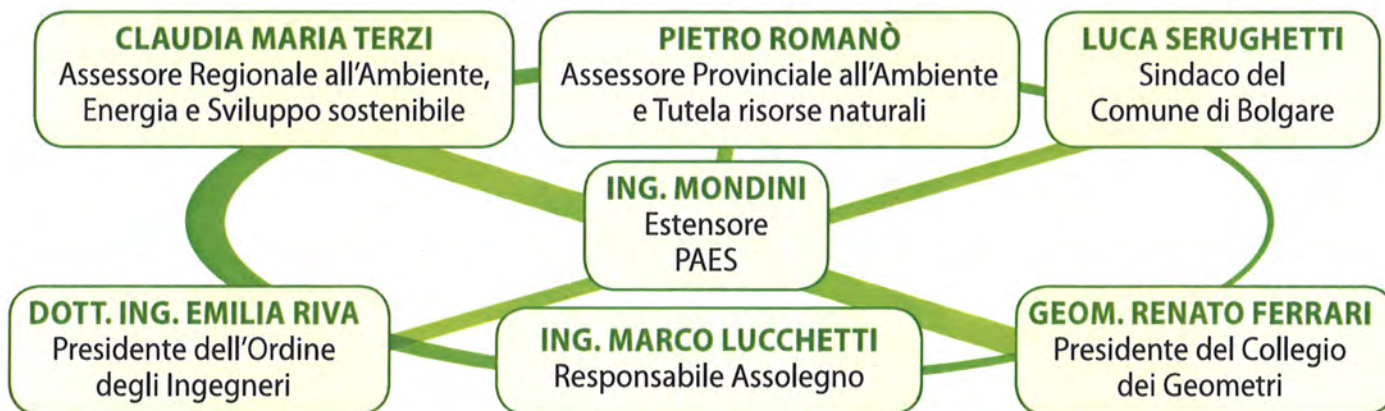 CLAUDIA MARIA TERZI
Assessore Regionale all'Ambiente,
Energia e Sviluppo sostenibile
PIETRO ROMANÒ
Assessore Provinciale all'Ambiente
e Tutela risorse naturali
LUCA SERUGHETTI
Sindaco del
Comune di Bolgare
ING. MONDINI
Estensore
PAES
DOTT. ING. EMILIA RIVA
Presidente dell'Ordine
degli Ingegneri
ING. MARCO LUCCHETTI
Responsabile Assolegno
GEOM. RENATO FERRARI
Presidente del Collegio
dei Geometri